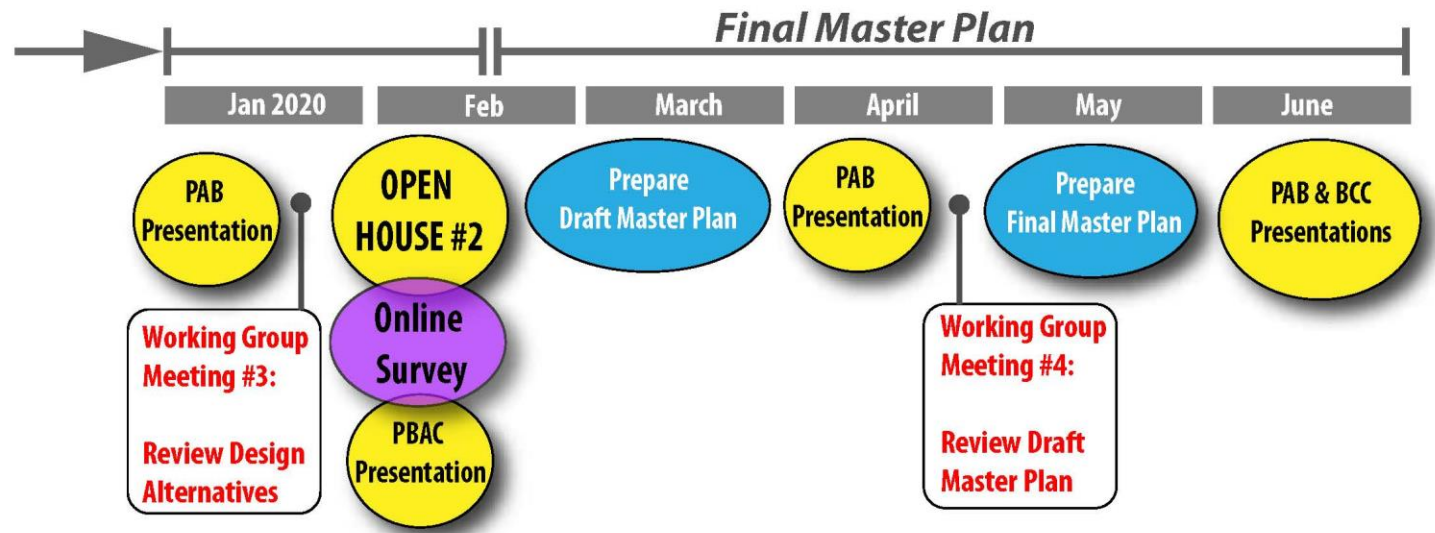 Final Master Plan
Jan 2020
Feb
March
April
May
June
PAB
Presentation
OPEN
HOUSE #2
Prepare
Draft Master Plan
PAB
Presentation
Prepare
Final Master Plan
PAB & BCC
Presentations
Working Group
Meeting #3:
Review Design
Alternatives
Online
Survey
PBAC
Presentation
Working Group
Meeting #4:
Review Draft
Master Plan